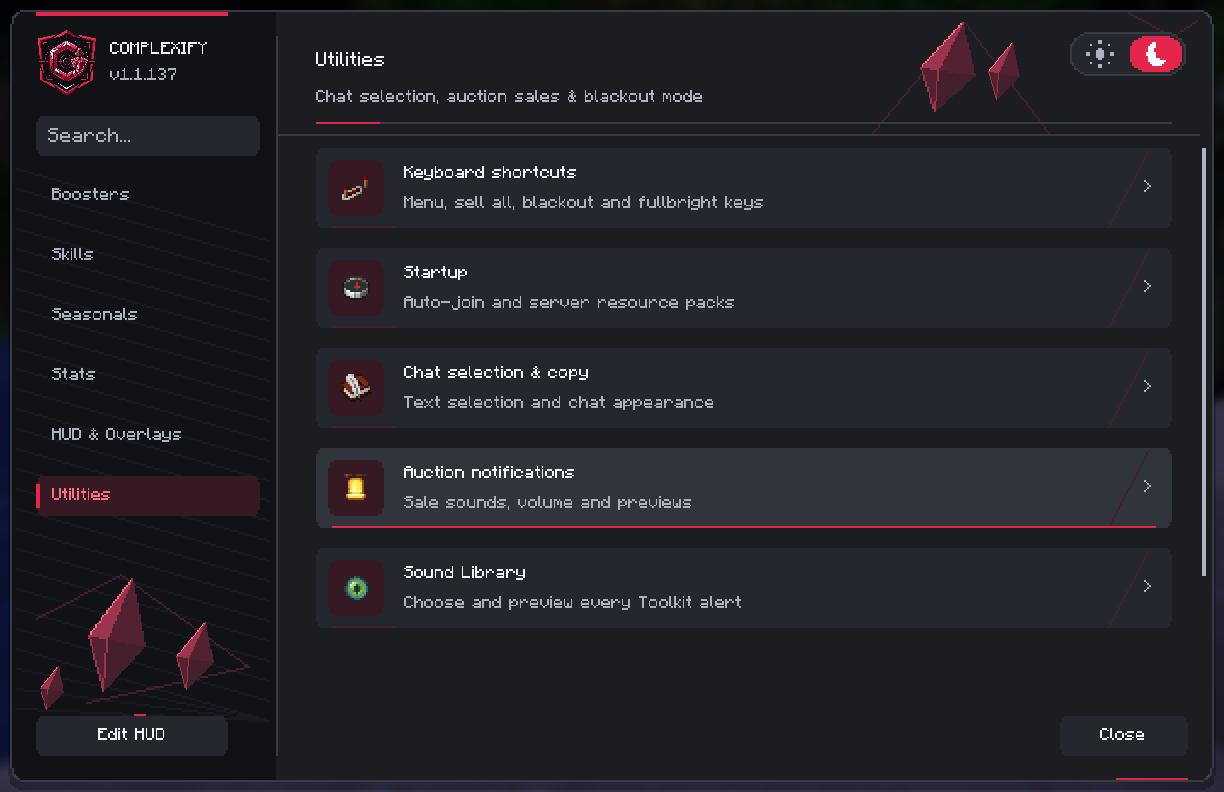 COMPLEXIFY
v1.1.137
Search...
Boosters
Skills
Seasonals
Stats
HUD & Overlays
Utilities
Edit HUD
Utilities
Chat selection, auction sales & blackout mode
Keyboard shortcuts
Menu, sell all, blackout and fullbright keys
Startup
Auto-join and server resource packs
Chat selection & copy
Text selection and chat appearance
Auction notifications
Sale sounds, volume and previews
Sound Library
Choose and preview every Toolkit alert
Close